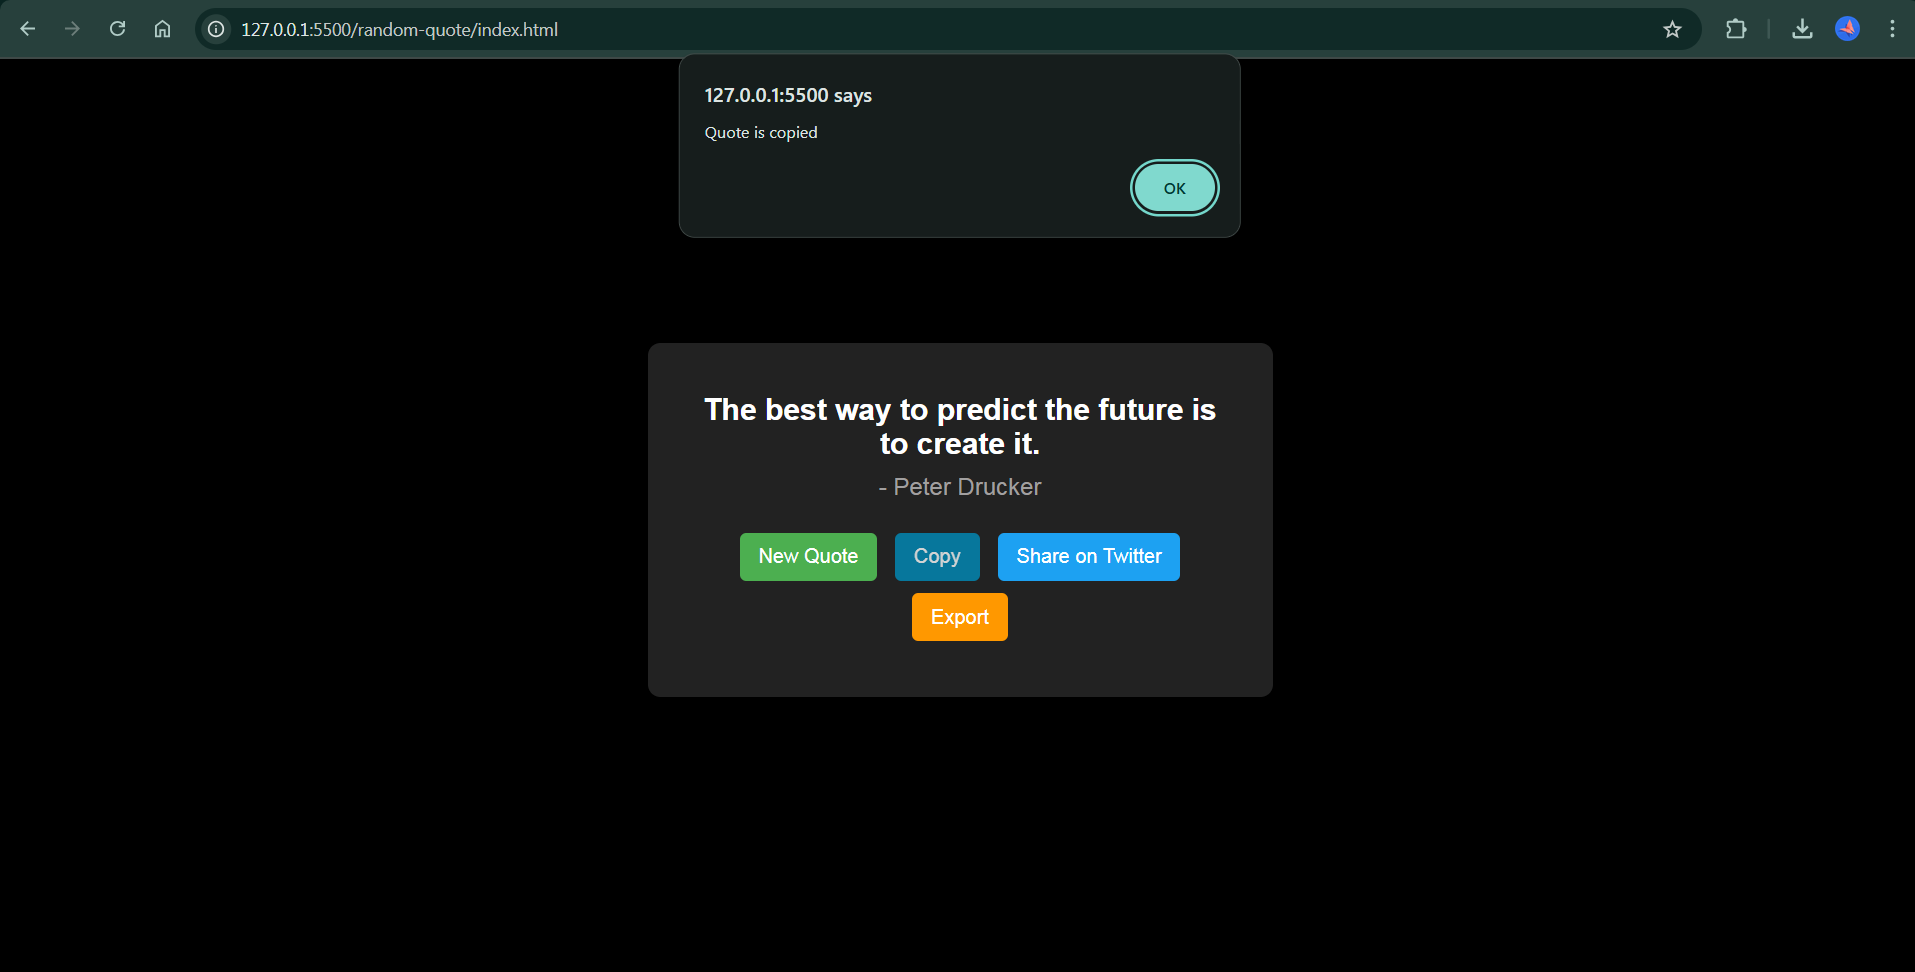 127.0.0.1:5500/random-quote/index.html
127.0.0.1:5500 says
Quote is copied
OK
The best way to predict the future is
to create it.
- Peter Drucker
New Quote
Copy
Share on Twitter
Export